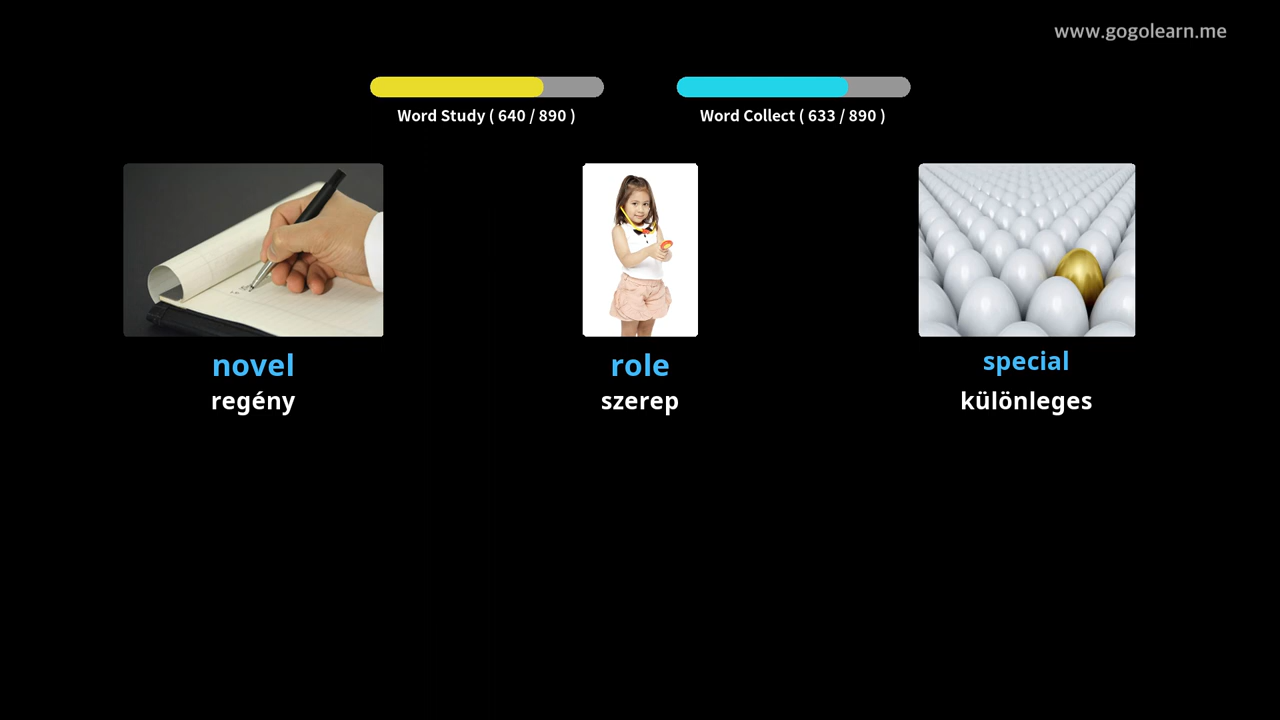 www.gogolearn.me
Word Study ( 640 / 890 )
Word Collect ( 633 / 890 )
novel
regény
role
szerep
special
különleges